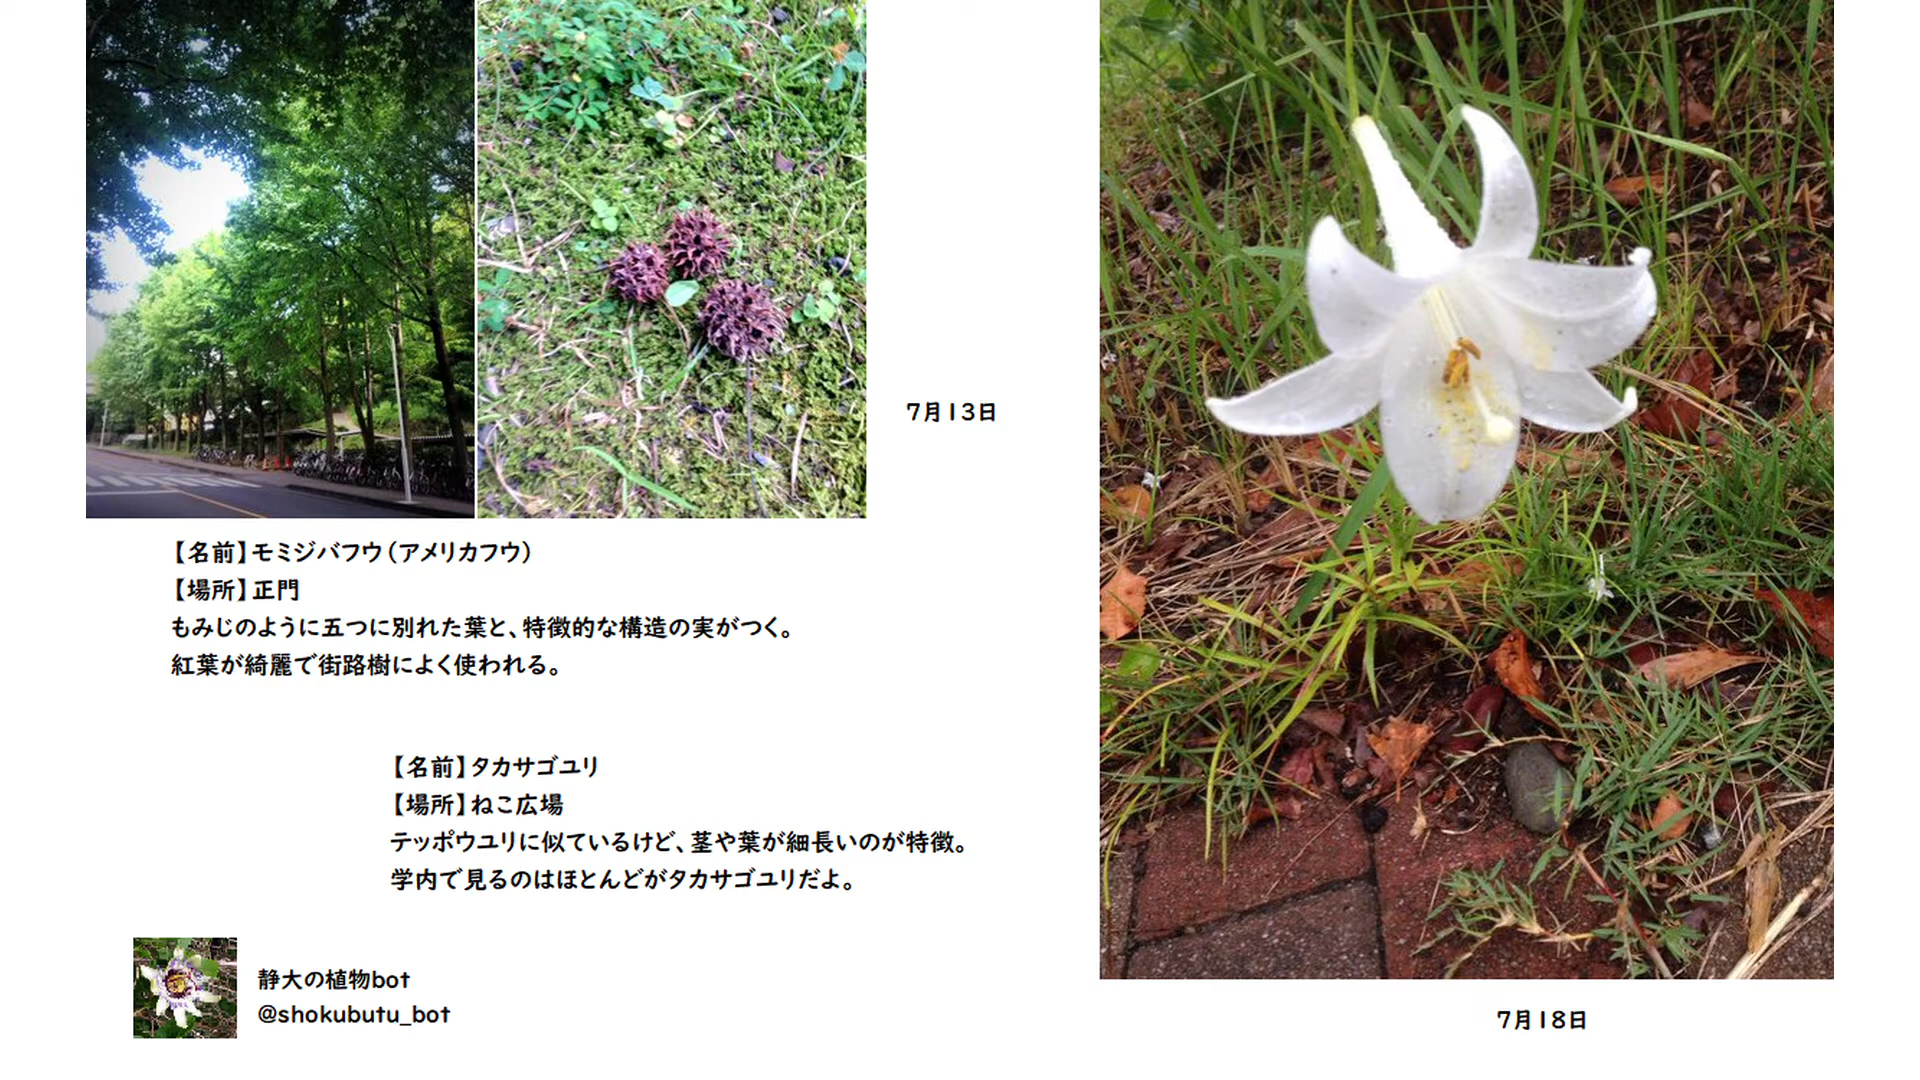 7月13日
【名前】モミジバフウ（アメリカフウ）
【場所】正門
もみじのように五つに別れた葉と、特徴的な構造の実がつく。
紅葉が綺麗で街路樹によく使われる。
【名前】タカサゴユリ
【場所】ねこ広場
テッポウユリに似ているけど、茎や葉が細長いのが特徴。
学内で見るのはほとんどがタカサゴユリだよ。
静大の植物bot
@shokubutu_bot
7月18日